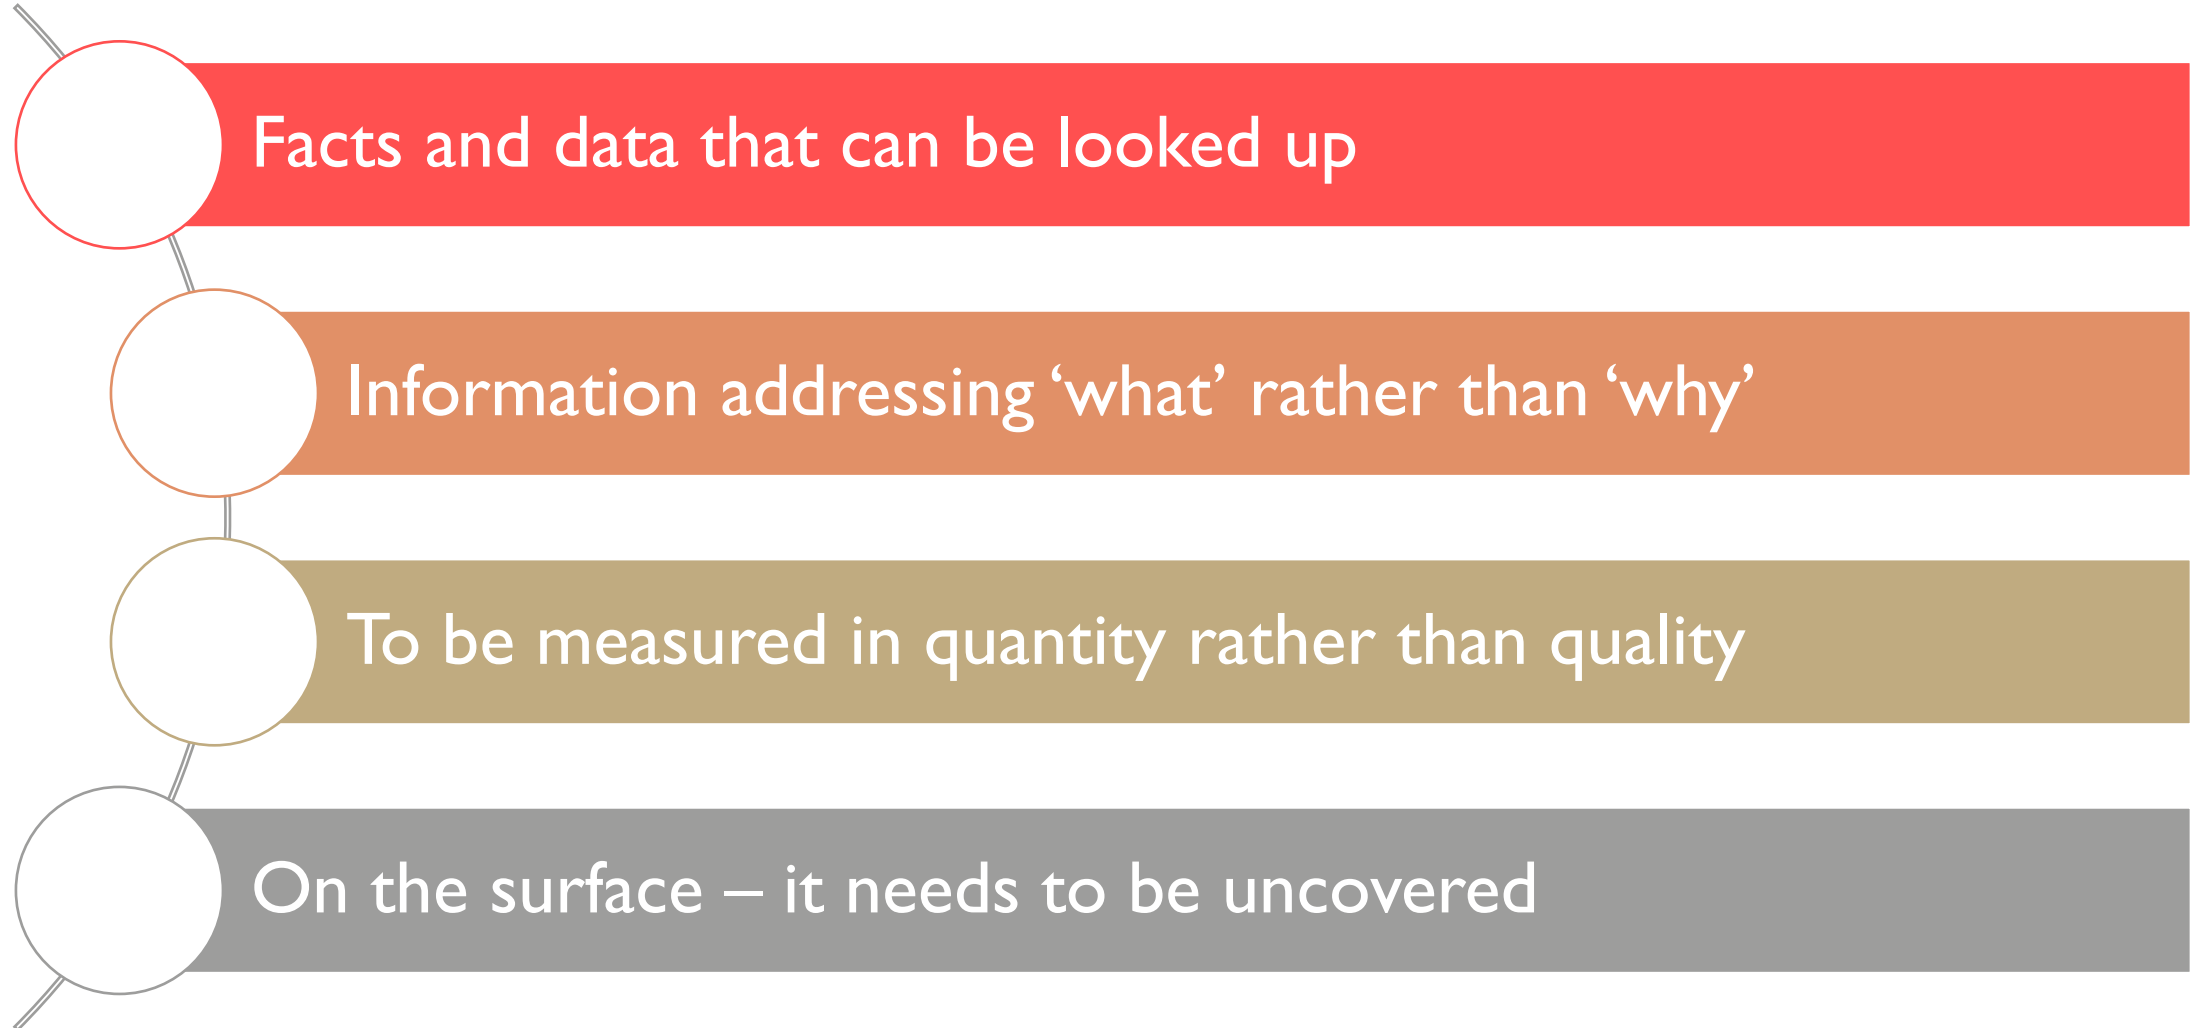 Facts and data that can be looked up
Information addressing ‘what’ rather than ‘why’
To be measured in quantity rather than quality
On the surface – it needs to be uncovered